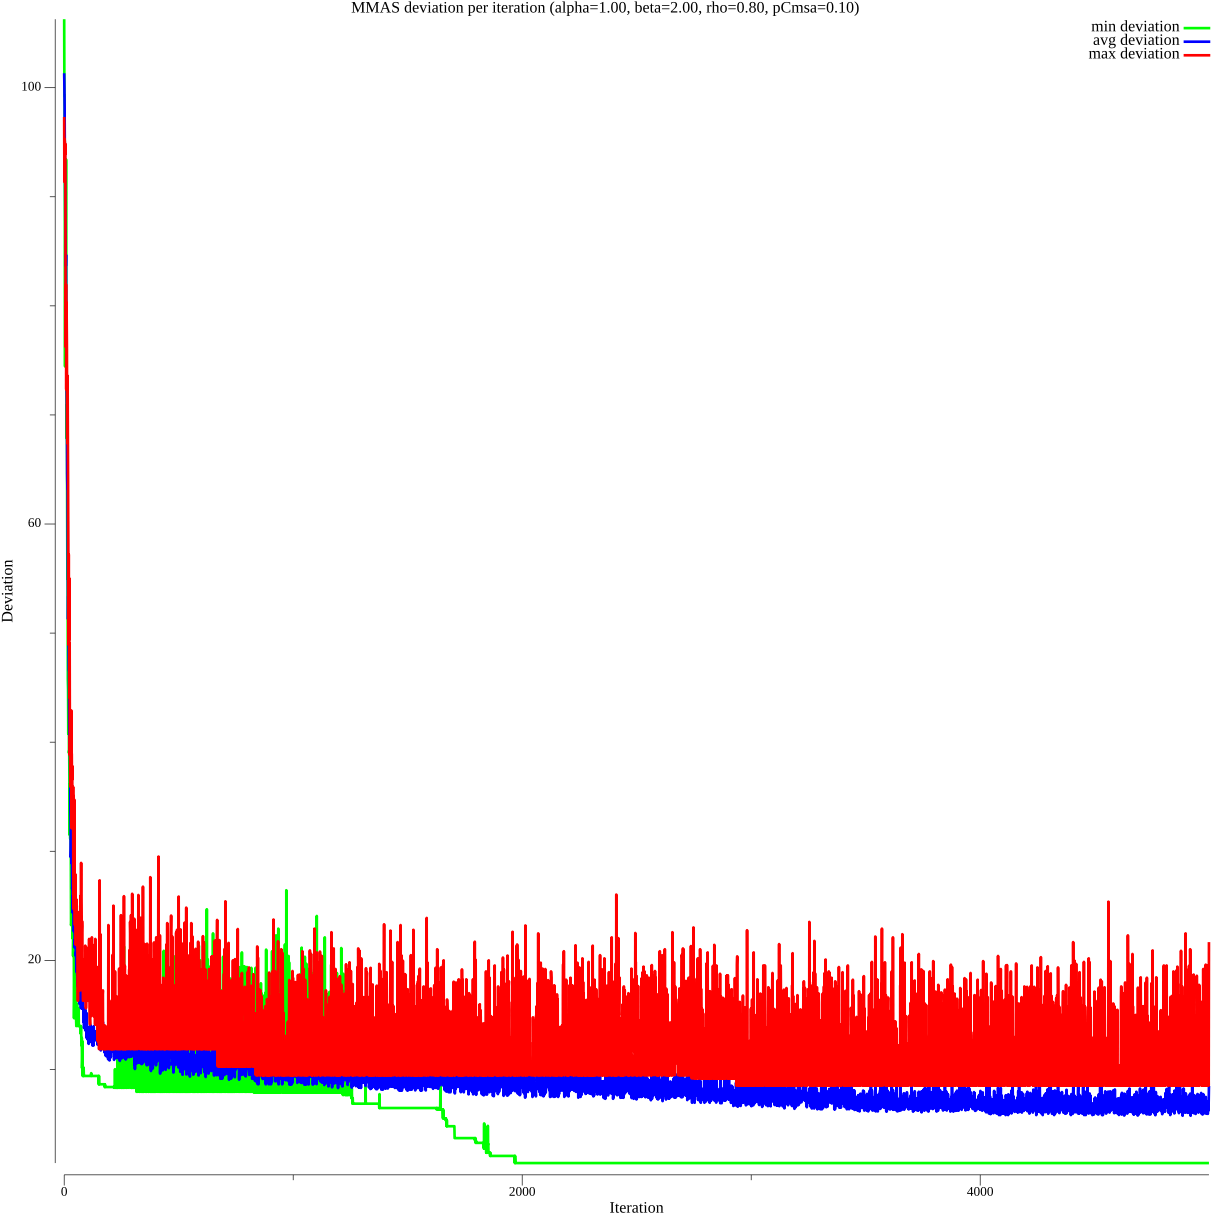 MMAS deviation per iteration (alpha=1.00, beta=2.00, rho=0.80, pCmsa=0.10)
min deviation
avg deviation
max deviation
100
60
20
Deviation
0
2000
4000
Iteration